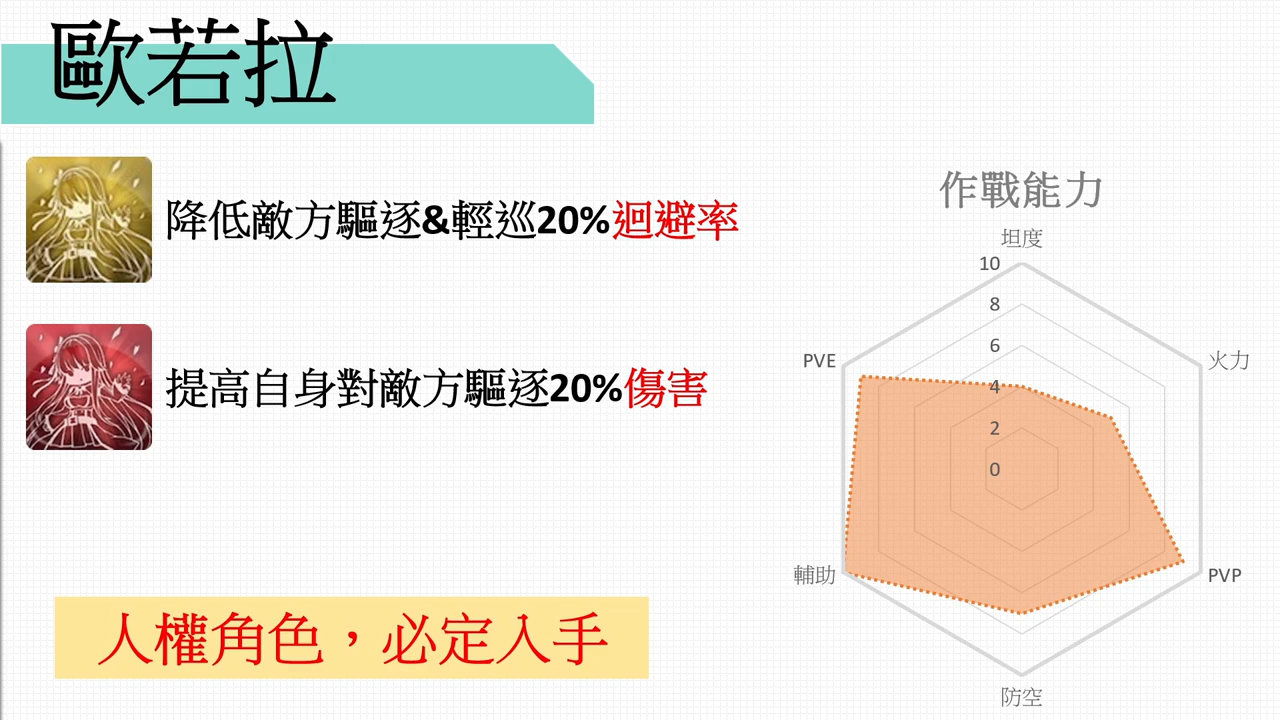 歐若拉
降低敵方驅逐&輕巡20%迴避率
提高自身對敵方驅逐20%傷害
人權角色，必定入手
作戰能力
坦度
10
8
6
4
2
0
PVE
火力
輔助
PVP
防空